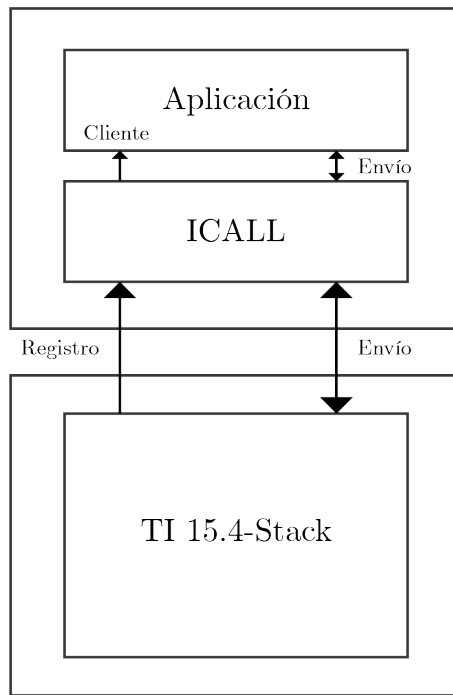 Aplicación
Cliente
Envío
ICALL
Registro
Envío
TI 15.4-Stack